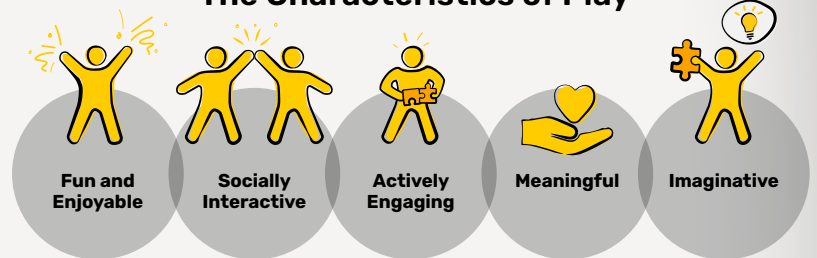 The Characteristics of Play
Fun and
Enjoyable
Socially
Interactive
Actively
Engaging
Meaningful
Imaginative